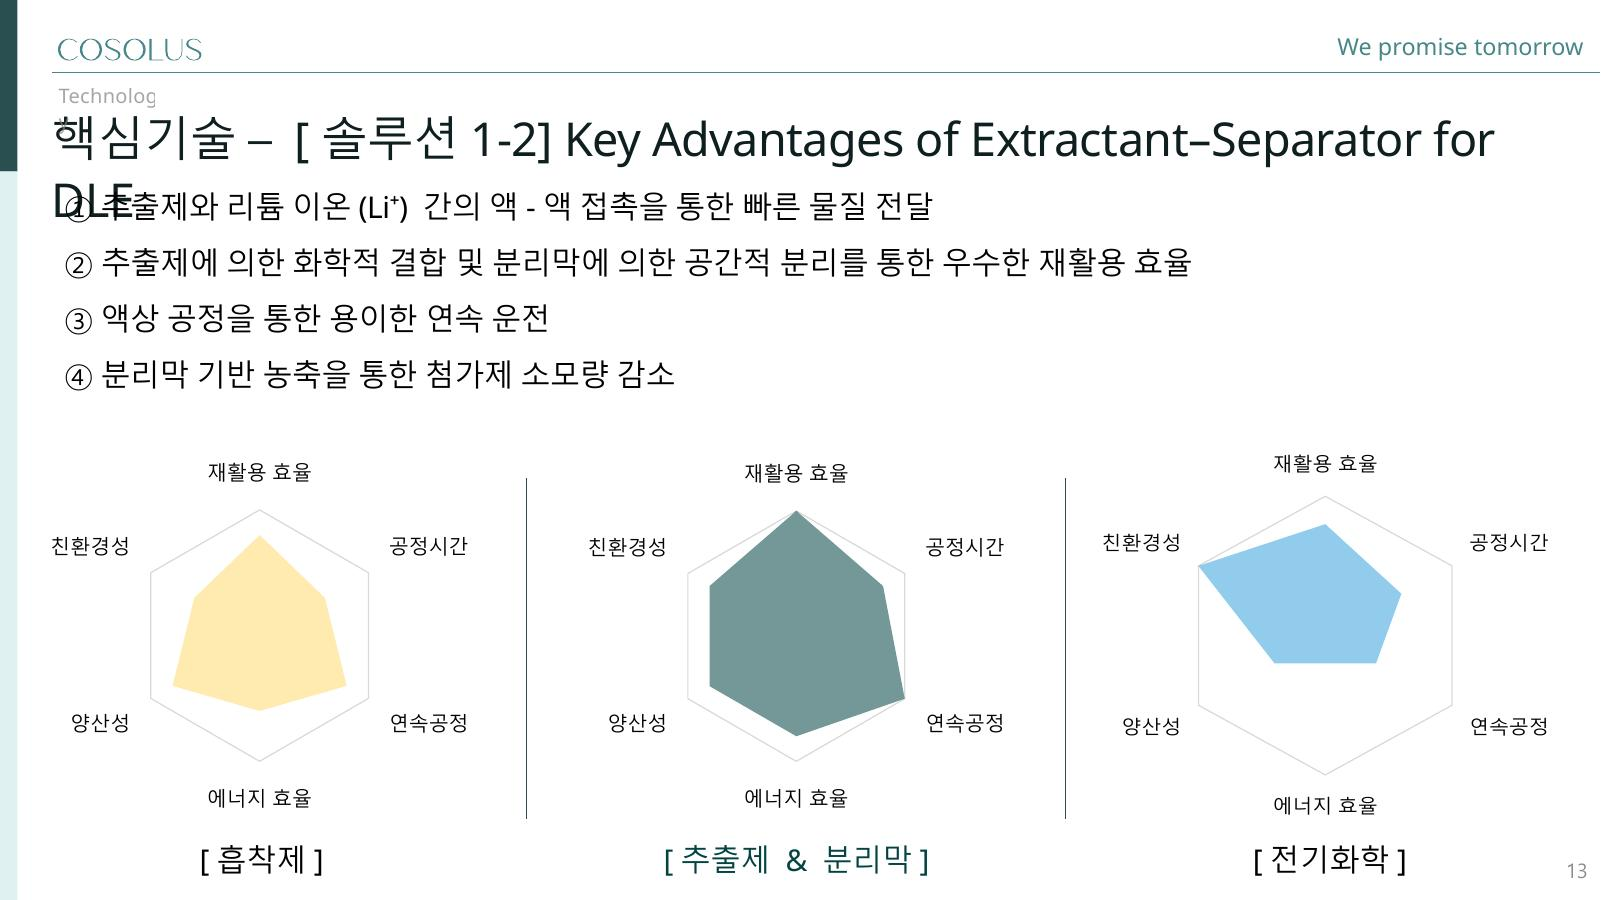 COSOLUS
We promise tomorrow
Technology
핵심기술 – [ 솔루션 1-2] Key Advantages of Extractant–Separator for
DLE
① 추출제와 리튬 이온 (Li⁺) 간의 액 - 액 접촉을 통한 빠른 물질 전달
② 추출제에 의한 화학적 결합 및 분리막에 의한 공간적 분리를 통한 우수한 재활용 효율
③ 액상 공정을 통한 용이한 연속 운전
④ 분리막 기반 농축을 통한 첨가제 소모량 감소
재활용 효율
친환경성
공정시간
양산성
연속공정
에너지 효율
[ 흡착제 ]
재활용 효율
친환경성
공정시간
양산성
연속공정
에너지 효율
[ 추출제 & 분리막 ]
재활용 효율
친환경성
공정시간
양산성
연속공정
에너지 효율
[ 전기화학 ]
13